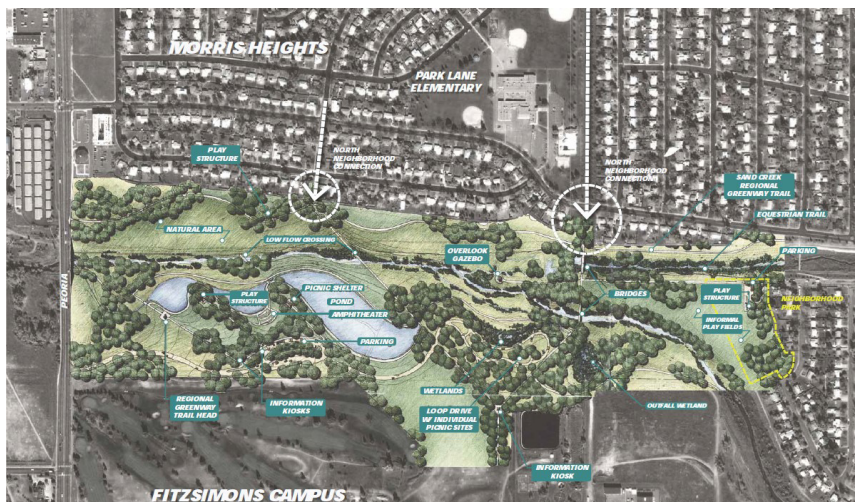 MORRIS HEIGHTS
PARK LANE
ELEMENTARY
PLAY
STRUCTURE
NORTH
NEIGHBORHOOD
CONNECTION
NORTH
NEIGHBORHOOD
CONNECTION
SAND CREEK
REGIONAL
GREENWAY TRAIL
EQUESTRIAN TRAIL
NATURAL AREA
LOW FLOW CROSSING
OVERLOOK
GAZEBO
PARKING
PEORIA
PLAY
STRUCTURE
PICNIC SHELTER
POND
AMPHITHEATER
BRIDGES
PLAY
STRUCTURE
NEIGHBORHOOD
PARK
INFORMAL
PLAY FIELDS
PARKING
REGIONAL
GREENWAY
TRAIL HEAD
INFORMATION
KIOSKS
WETLANDS
LOOP DRIVE
W/ INDIVIDUAL
PICNIC SITES
OUTFALL WETLAND
INFORMATION
KIOSK
FITZSIMONS CAMPUS